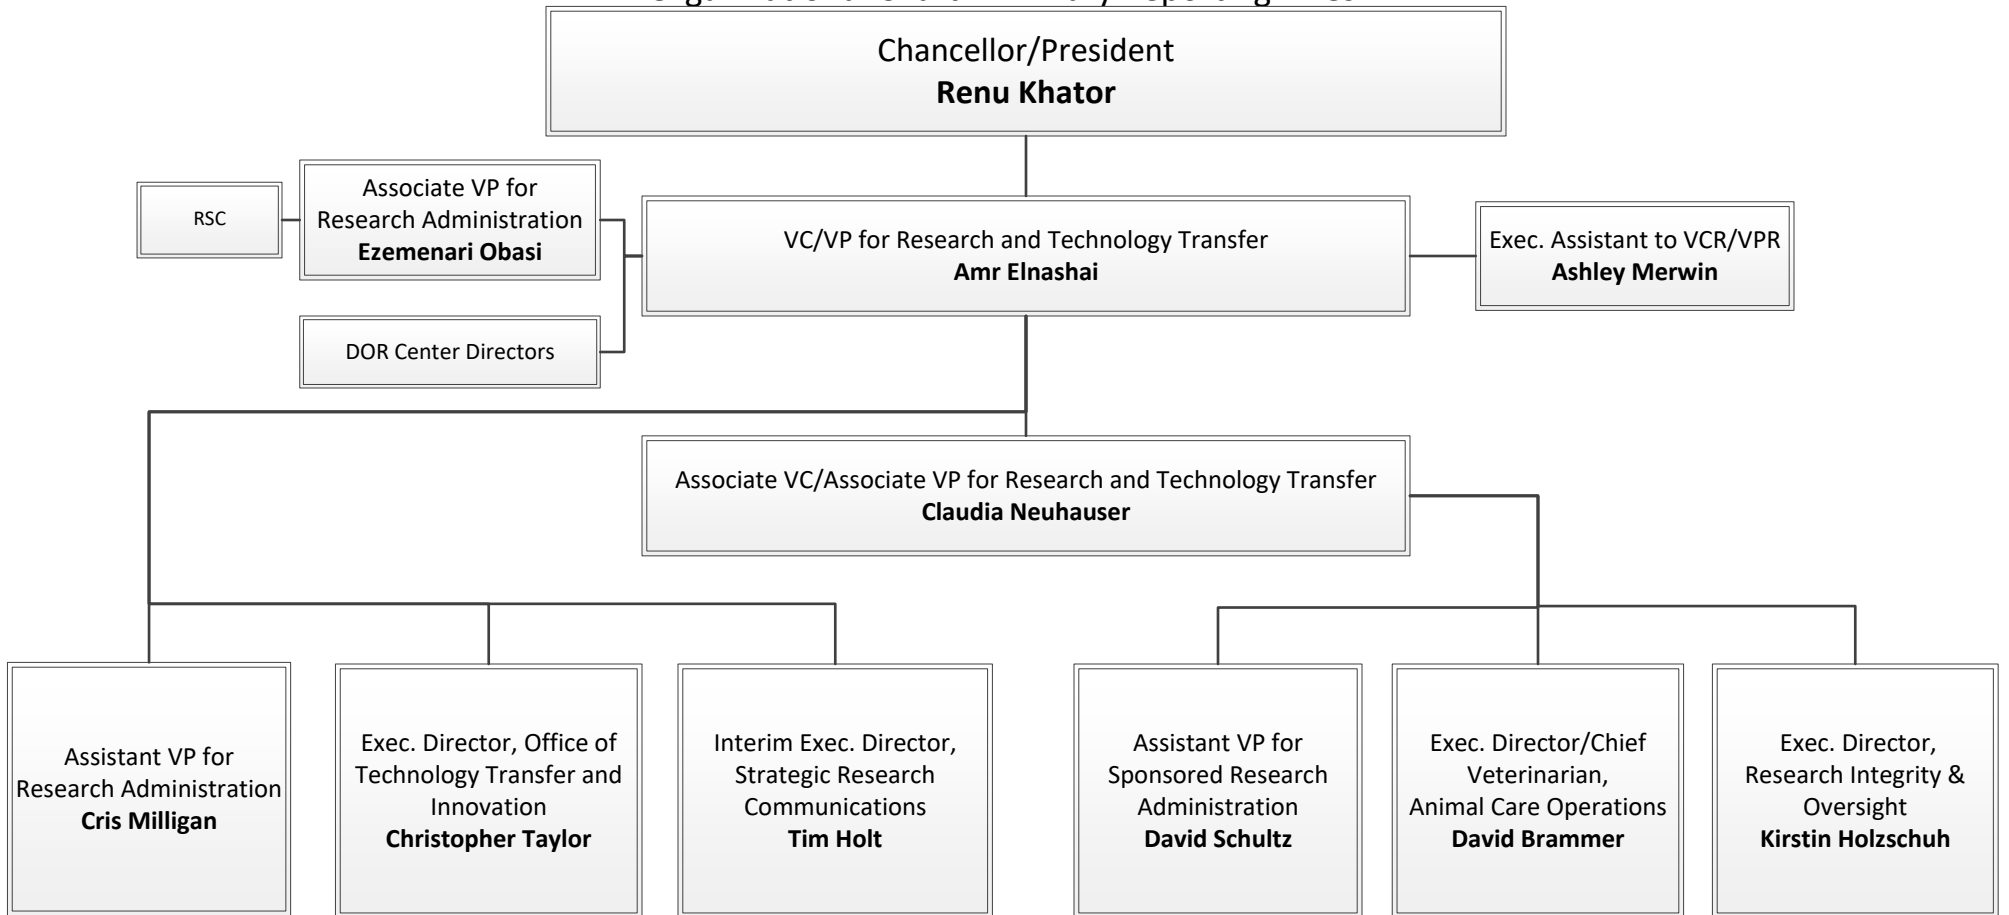 Chancellor/President
Renu Khator
RSC
Associate VP for
Research Administration
Ezemenari Obasi
VC/VP for Research and Technology Transfer
Amr Elnashai
Exec. Assistant to VCR/VPR
Ashley Merwin
DOR Center Directors
Associate VC/Associate VP for Research and Technology Transfer
Claudia Neuhauser
Assistant VP for
Research Administration
Cris Milligan
Exec. Director, Office of
Technology Transfer and
Innovation
Christopher Taylor
Interim Exec. Director,
Strategic Research
Communications
Tim Holt
Assistant VP for
Sponsored Research
Administration
David Schultz
Exec. Director/Chief
Veterinarian,
Animal Care Operations
David Brammer
Exec. Director,
Research Integrity &
Oversight
Kirstin Holzschuh